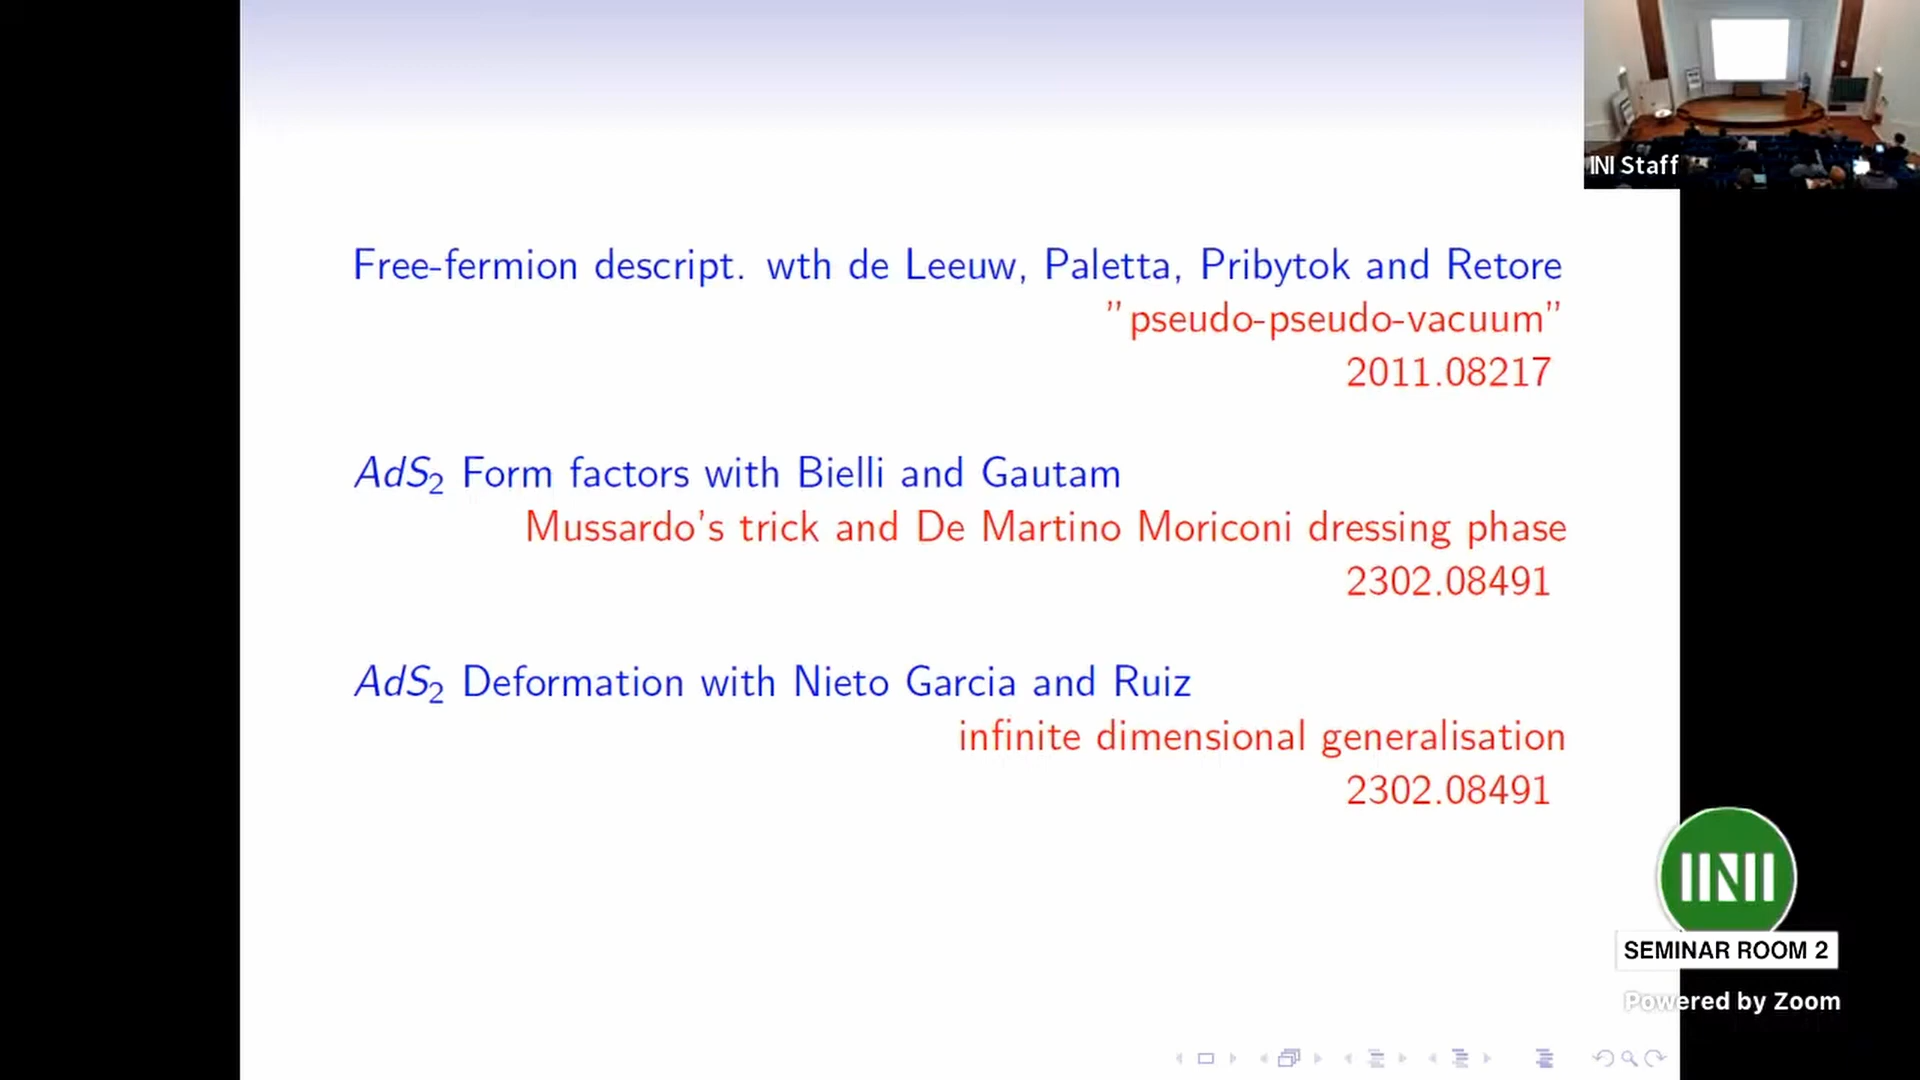 INI Staff
Free-fermion descript. wth de Leeuw, Paletta, Pribytok and Retore
"pseudo-pseudo-vacuum"
2011.08217
AdS₂ Form factors with Bielli and Gautam
Mussardo's trick and De Martino Moriconi dressing phase
2302.08491
AdS₂ Deformation with Nieto Garcia and Ruiz
infinite dimensional generalisation
2302.08491
INI
SEMINAR ROOM 2
Powered by Zoom